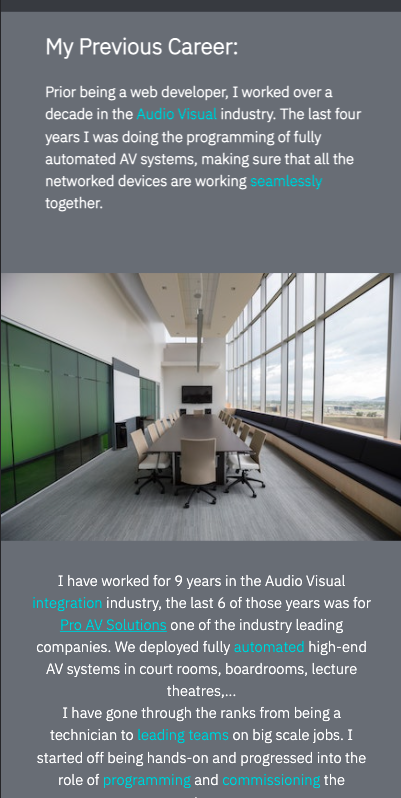 My Previous Career:
Prior being a web developer, I worked over a
decade in the Audio Visual industry. The last four
years I was doing the programming of fully
automated AV systems, making sure that all the
networked devices are working seamlessly
together.
I have worked for 9 years in the Audio Visual
integration industry, the last 6 of those years was for
Pro AV Solutions one of the industry leading
companies. We deployed fully automated high-end
AV systems in court rooms, boardrooms, lecture
theatres,...
I have gone through the ranks from being a
technician to leading teams on big scale jobs. I
started off being hands-on and progressed into the
role of programming and commissioning the